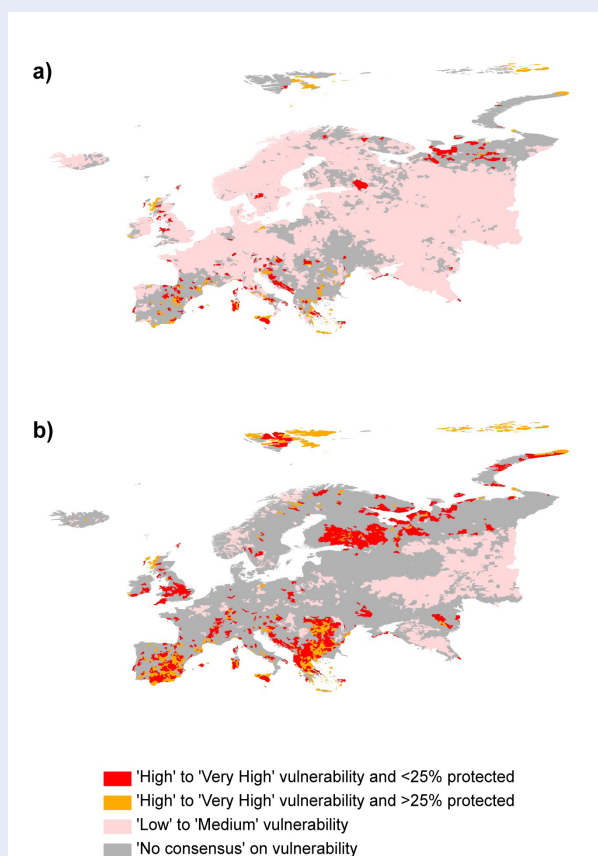 a)
b)
'High' to 'Very High' vulnerability and <25% protected
'High' to 'Very High' vulnerability and >25% protected
'Low' to 'Medium' vulnerability
'No consensus' on vulnerability